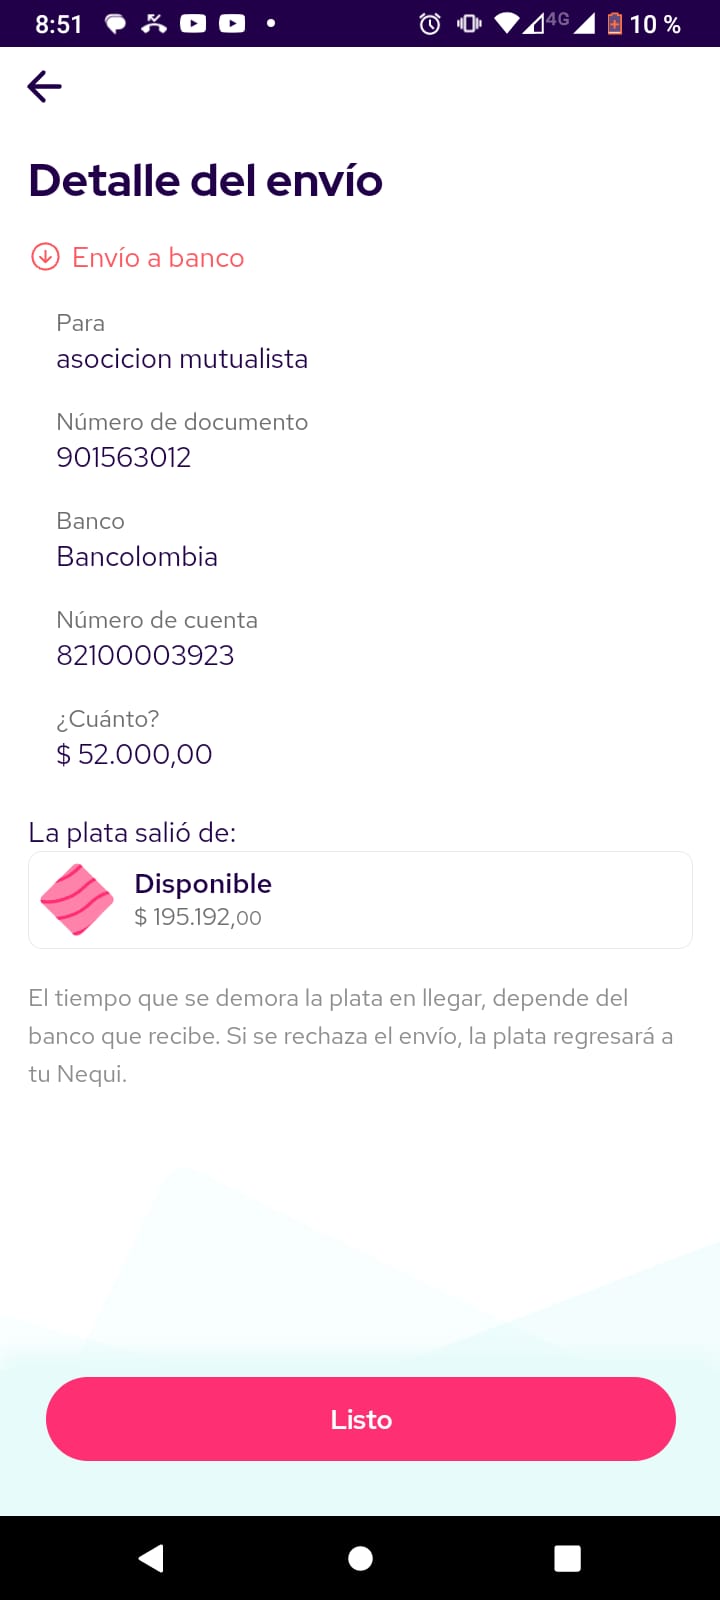 8:51
4G
10 %
Detalle del envío
Envío a banco
Para
asocicion mutualista
Número de documento
901563012
Banco
Bancolombia
Número de cuenta
82100003923
¿Cuánto?
$ 52.000,00
La plata salió de:
Disponible
$ 195.192,00
El tiempo que se demora la plata en llegar, depende del
banco que recibe. Si se rechaza el envío, la plata regresará a
tu Nequi.
Listo